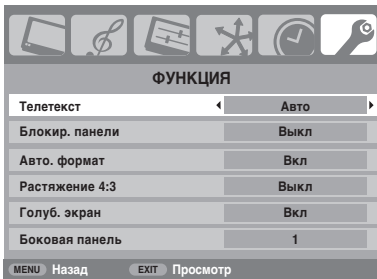 ФУНКЦИЯ
Телетекст Авто
Блокир. панели Выкл
Авто. формат Вкл
Растяжение 4:3 Выкл
Голуб. экран Вкл
Боковая панель 1
MENU Назад EXIT Просмотр